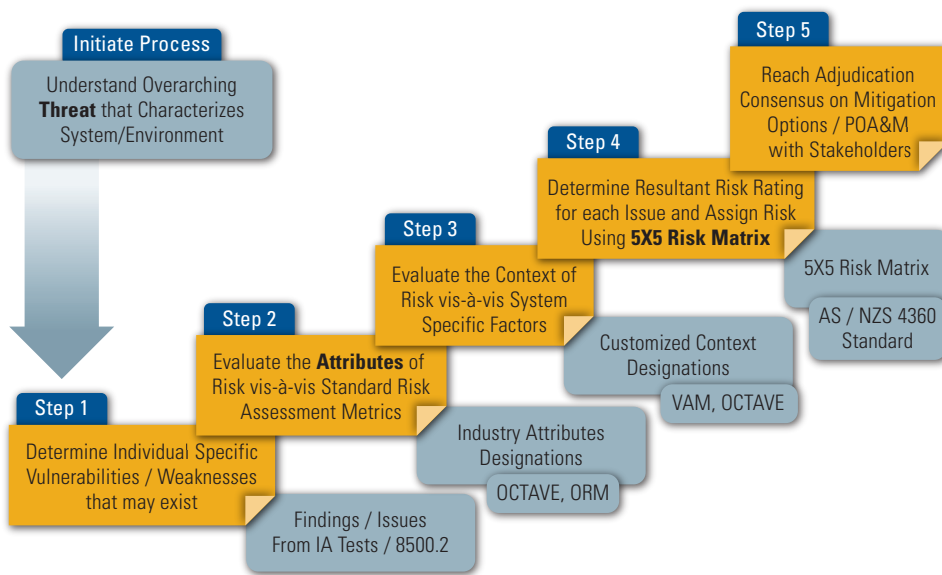 Initiate Process
Understand Overarching
Threat that Characterizes
System/Environment
Step 1
Determine Individual Specific
Vulnerabilities / Weaknesses
that may exist
Findings / Issues
From IA Tests / 8500.2
Step 2
Evaluate the Attributes of
Risk vis-à-vis Standard Risk
Assessment Metrics
Industry Attributes
Designations
OCTAVE, ORM
Step 3
Evaluate the Context of
Risk vis-à-vis System
Specific Factors
Customized Context
Designations
VAM, OCTAVE
Step 4
Determine Resultant Risk Rating
for each Issue and Assign Risk
Using 5X5 Risk Matrix
5X5 Risk Matrix
AS / NZS 4360
Standard
Step 5
Reach Adjudication
Consensus on Mitigation
Options / POA&M
with Stakeholders